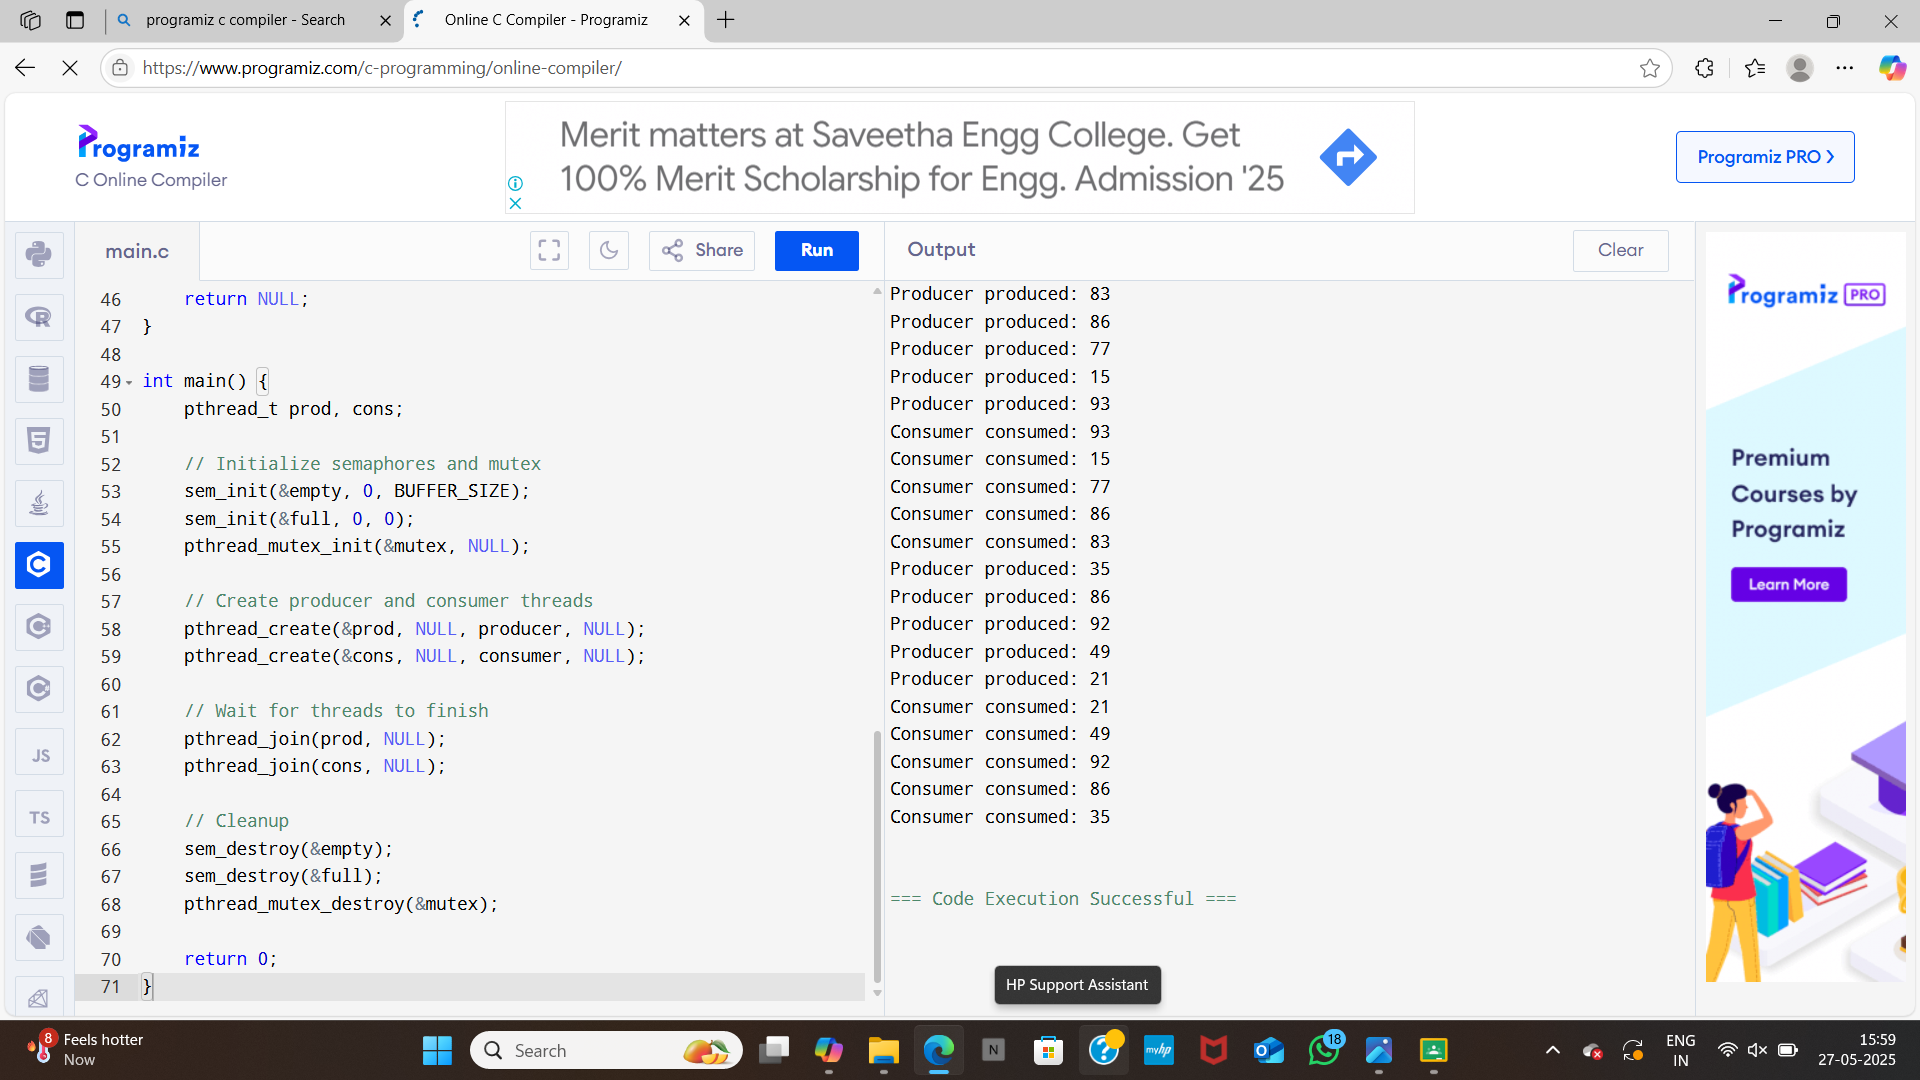 programiz c compiler - Search
Online C Compiler - Programiz
https://www.programiz.com/c-programming/online-compiler/
Programiz
C Online Compiler
Merit matters at Saveetha Engg College. Get
100% Merit Scholarship for Engg. Admission '25
Programiz PRO
main.c
Share
Run
Output
Clear
46 return NULL;
47 }
48
49 int main() {
50 pthread_t prod, cons;
51
52 // Initialize semaphores and mutex
53 sem_init(&empty, 0, BUFFER_SIZE);
54 sem_init(&full, 0, 0);
55 pthread_mutex_init(&mutex, NULL);
56
57 // Create producer and consumer threads
58 pthread_create(&prod, NULL, producer, NULL);
59 pthread_create(&cons, NULL, consumer, NULL);
60
61 // Wait for threads to finish
62 pthread_join(prod, NULL);
63 pthread_join(cons, NULL);
64
65 // Cleanup
66 sem_destroy(&empty);
67 sem_destroy(&full);
68 pthread_mutex_destroy(&mutex);
69
70 return 0;
71 }
Producer produced: 83
Producer produced: 86
Producer produced: 77
Producer produced: 15
Producer produced: 93
Consumer consumed: 93
Consumer consumed: 15
Consumer consumed: 77
Consumer consumed: 86
Consumer consumed: 83
Producer produced: 35
Producer produced: 86
Producer produced: 92
Producer produced: 49
Producer produced: 21
Consumer consumed: 21
Consumer consumed: 49
Consumer consumed: 92
Consumer consumed: 86
Consumer consumed: 35
=== Code Execution Successful ===
Programiz PRO
Premium
Courses by
Programiz
Learn More
JS
TS
HP Support Assistant
8
Feels hotter
Now
Search
N
myhp
18
ENG
IN
15:59
27-05-2025